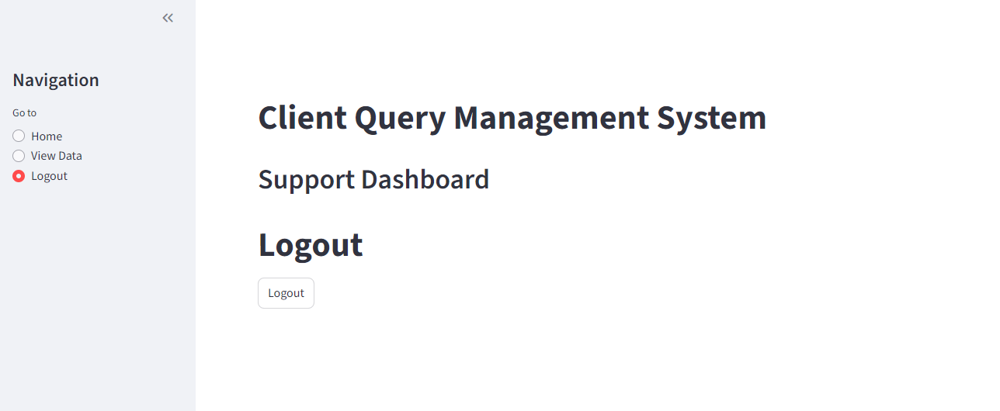 Navigation
Go to
Home
View Data
Logout
Client Query Management System
Support Dashboard
Logout
Logout